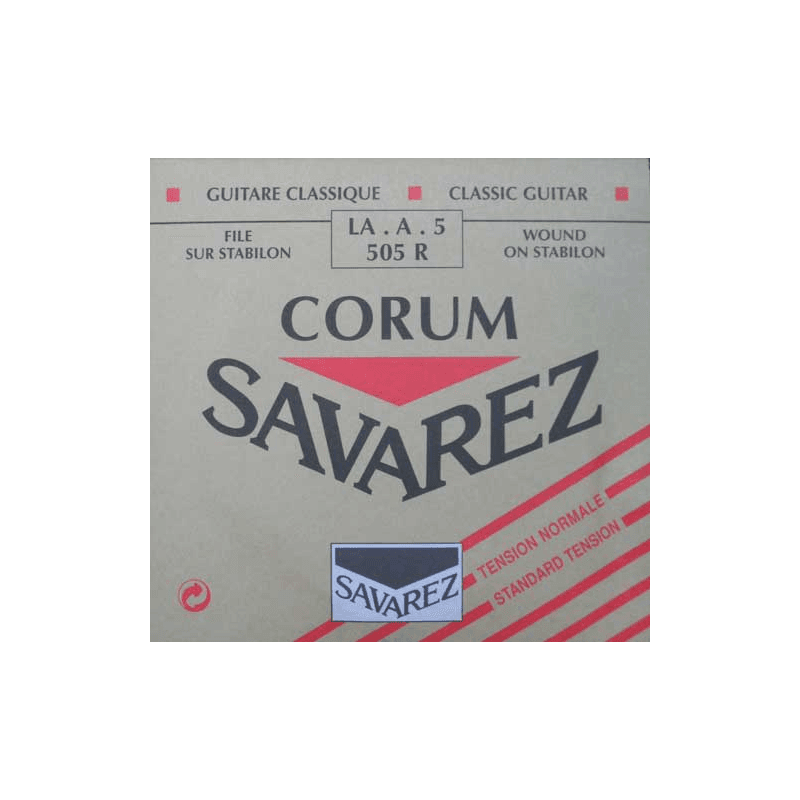 GUITARE CLASSIQUE
CLASSIC GUITAR
FILE
SUR STABILON
LA . A . 5
505 R
WOUND
ON STABILON
CORUM
SAVAREZ
TENSION NORMALE
STANDARD TENSION
SAVAREZ